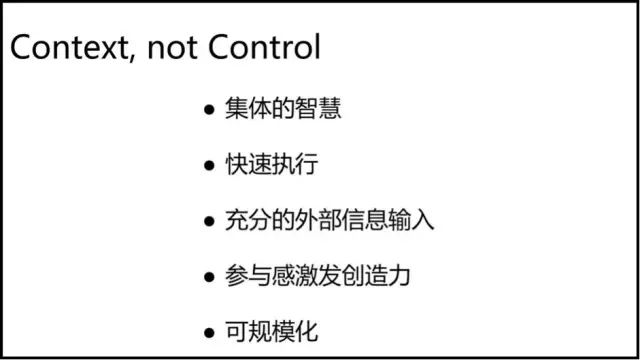 Context, not Control
● 集体的智慧
● 快速执行
● 充分的外部信息输入
● 参与感激发创造力
● 可规模化